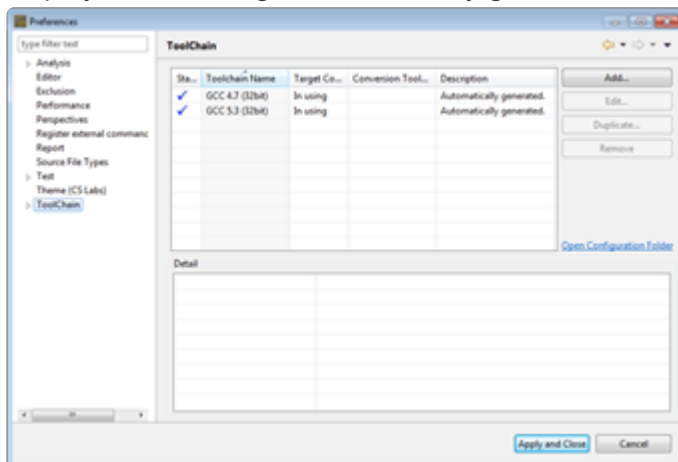 Preferences
type filter text
Analysis
Editor
Exclusion
Performance
Perspectives
Register external commanc
Report
Source File Types
Test
Theme (CS Labs)
ToolChain
ToolChain
Sta... Toolchain Name Target Co... Conversion Tool... Description
GCC 4.7 (32bit) In using Automatically generated.
GCC 5.3 (32bit) In using Automatically generated.
Add...
Edit...
Duplicate...
Remove
Open Configuration Folder
Detail
Apply and Close Cancel